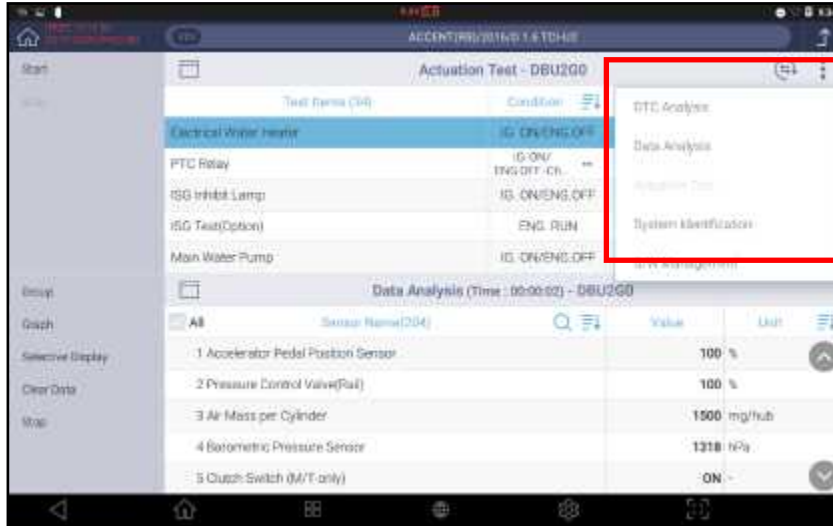 ACCENT(RB)/2016/D 1.6 TCI-U2
Start
Actuation Test - DBU2G0
Test Items
Condition
Electrical Water Heater
IG. ON/ENG.OFF
PTC Relay
IG. ON/
ENG.OFF -Ch...
ISG Inhibit Lamp
IG. ON/ENG.OFF
ISG Test(Option)
ENG. RUN
Main Water Pump
IG. ON/ENG.OFF
DTC Analysis
Data Analysis
Actuation Test
System Identification
S/W Management
Data Analysis (Time : 00:00:02) - DBU2G0
Group
Graph
Selective Display
Clear Data
Stop
All
Sensor Name(204)
Value
Unit
1 Accelerator Pedal Position Sensor
100 %
2 Pressure Control Valve(Rail)
100 %
3 Air Mass per Cylinder
1500 mg/hub
4 Barometric Pressure Sensor
1318 hPa
5 Clutch Switch (M/T only)
ON -